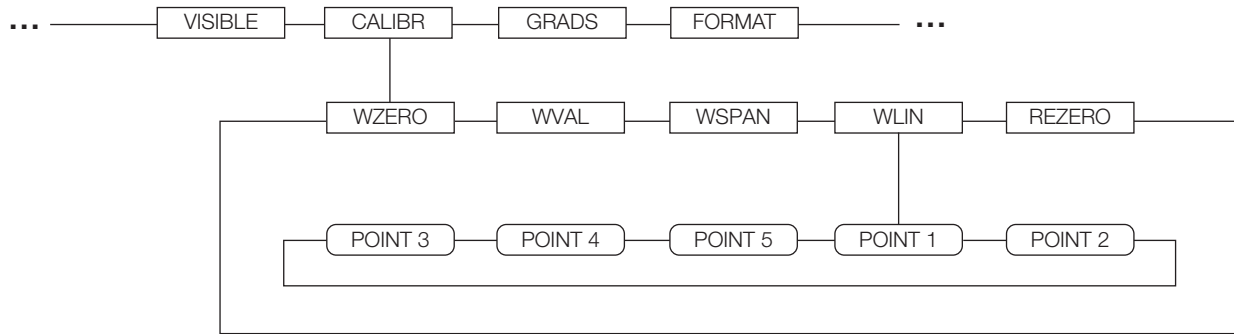 ... VISIBLE CALIBR GRADS FORMAT ...
WZERO WVAL WSPAN WLIN REZERO
POINT 3 POINT 4 POINT 5 POINT 1 POINT 2